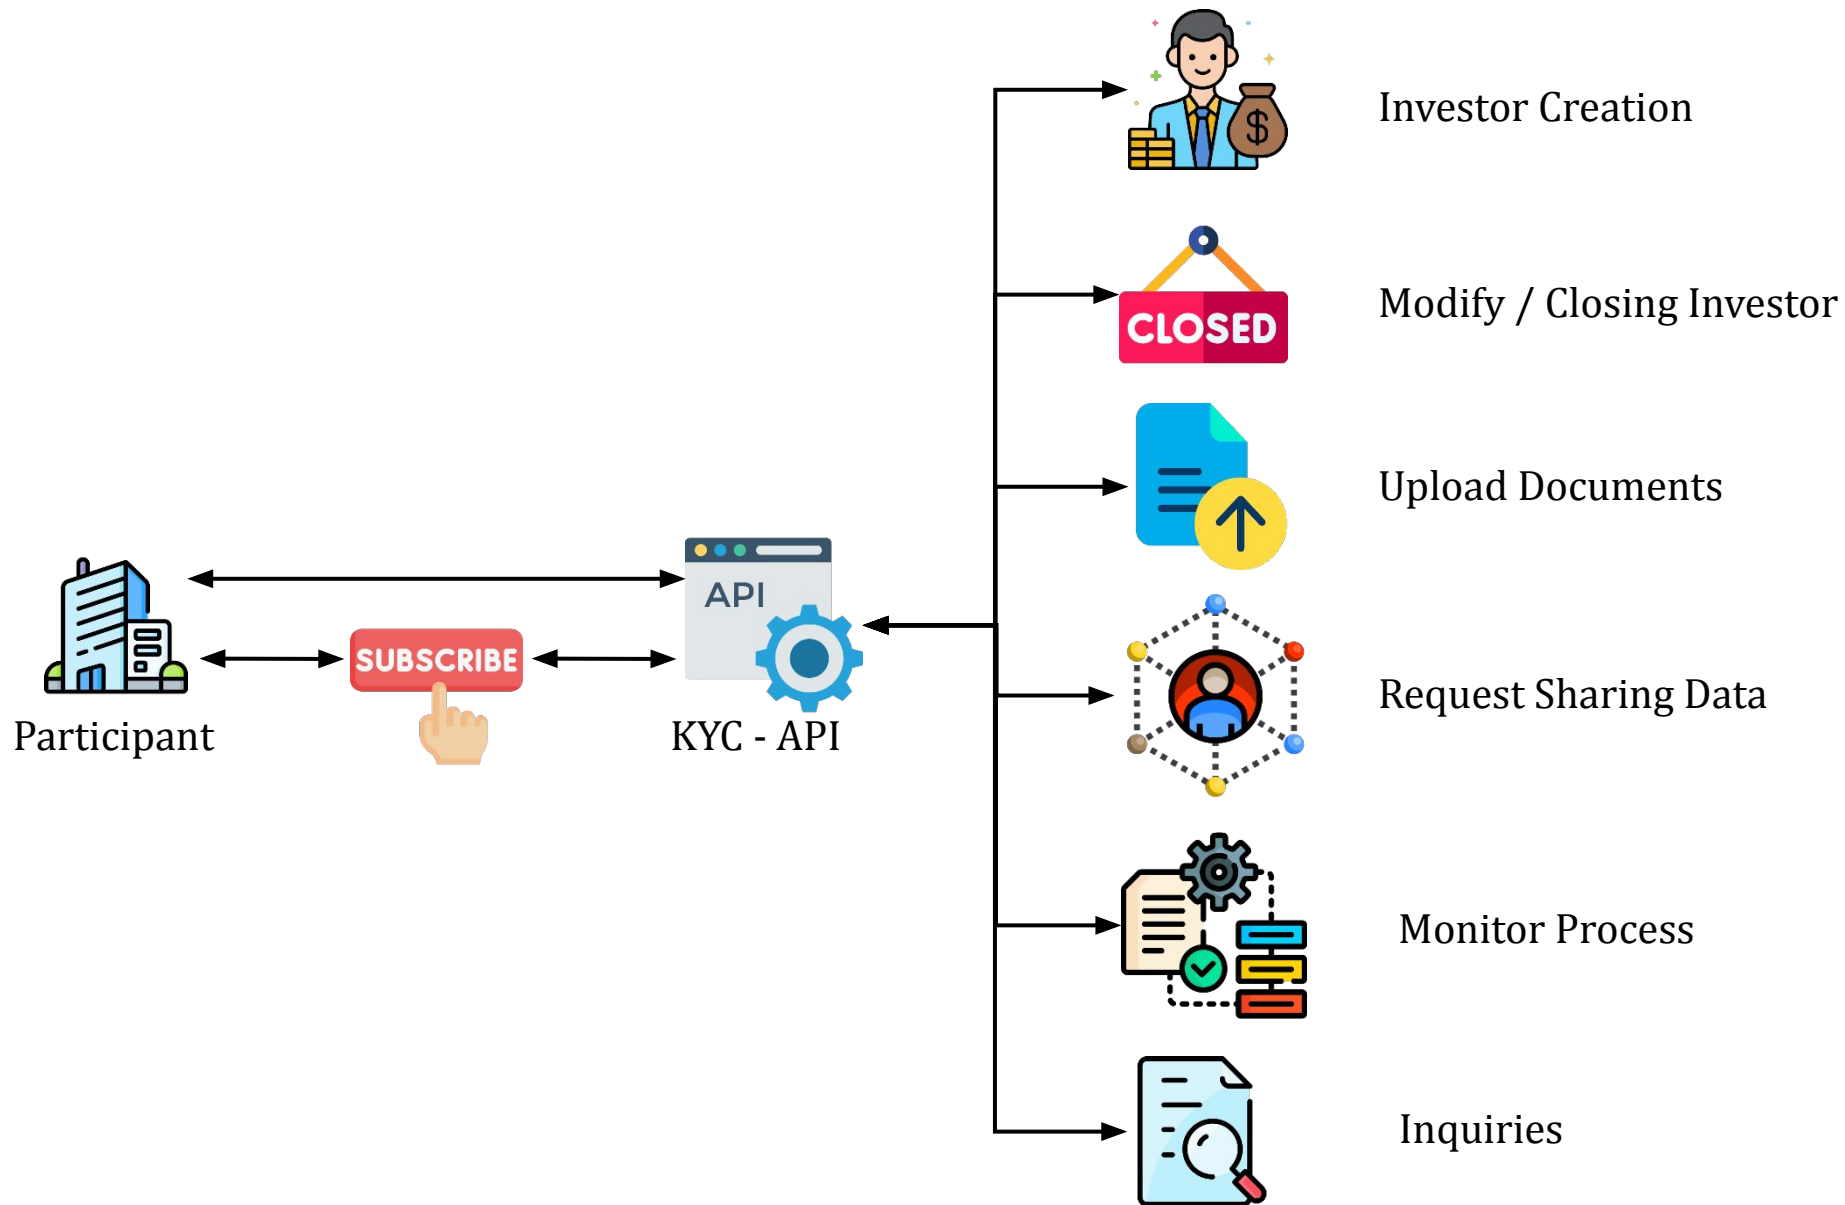 Investor Creation
CLOSED
Modify / Closing Investor
Upload Documents
API
SUBSCRIBE
Participant
KYC - API
Request Sharing Data
Monitor Process
Inquiries